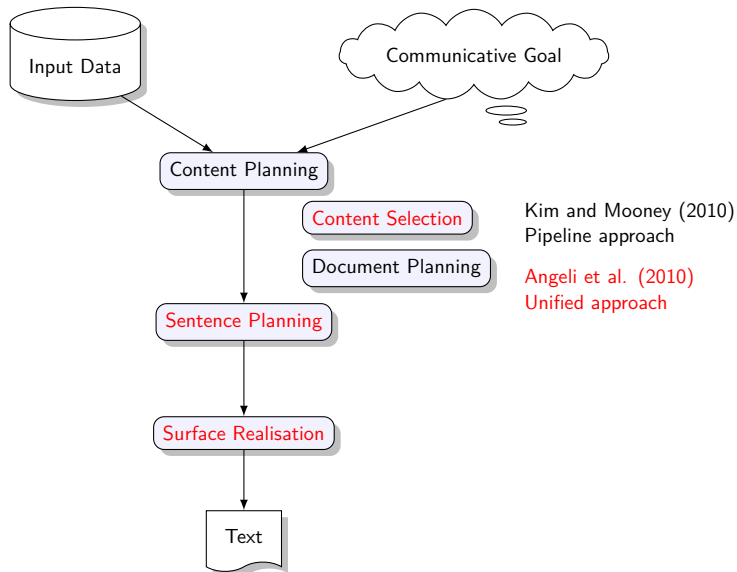 Input Data
Communicative Goal
Content Planning
Content Selection
Document Planning
Kim and Mooney (2010)
Pipeline approach
Angeli et al. (2010)
Unified approach
Sentence Planning
Surface Realisation
Text